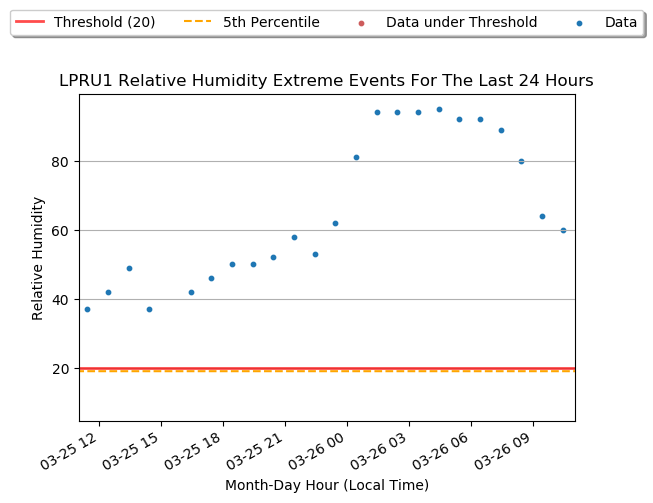 Threshold (20) 5th Percentile Data under Threshold Data
LPRU1 Relative Humidity Extreme Events For The Last 24 Hours
Relative Humidity
80
60
40
20
03-25 12 03-25 15 03-25 18 03-25 21 03-26 00 03-26 03 03-26 06 03-26 09
Month-Day Hour (Local Time)